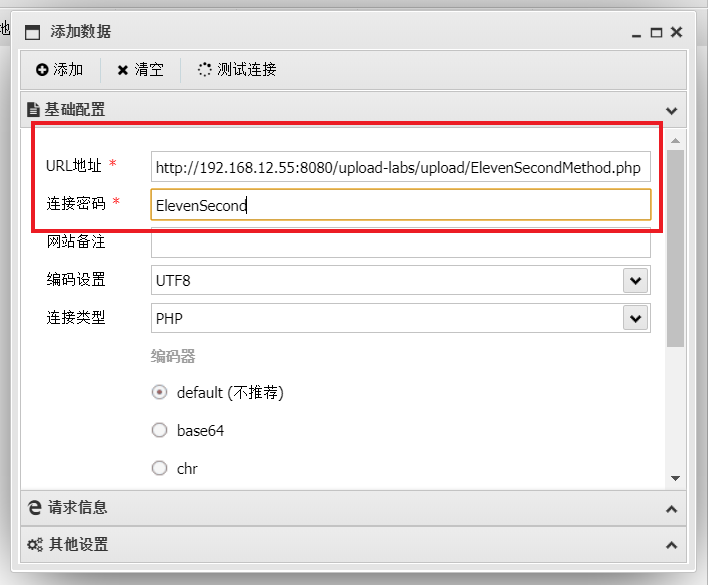 地
添加数据
添加 清空 测试连接
基础配置
URL地址 * http://192.168.12.55:8080/upload-labs/upload/ElevenSecondMethod.php
连接密码 * ElevenSecond
网站备注
编码设置 UTF8
连接类型 PHP
编码器
default (不推荐)
base64
chr
请求信息
其他设置